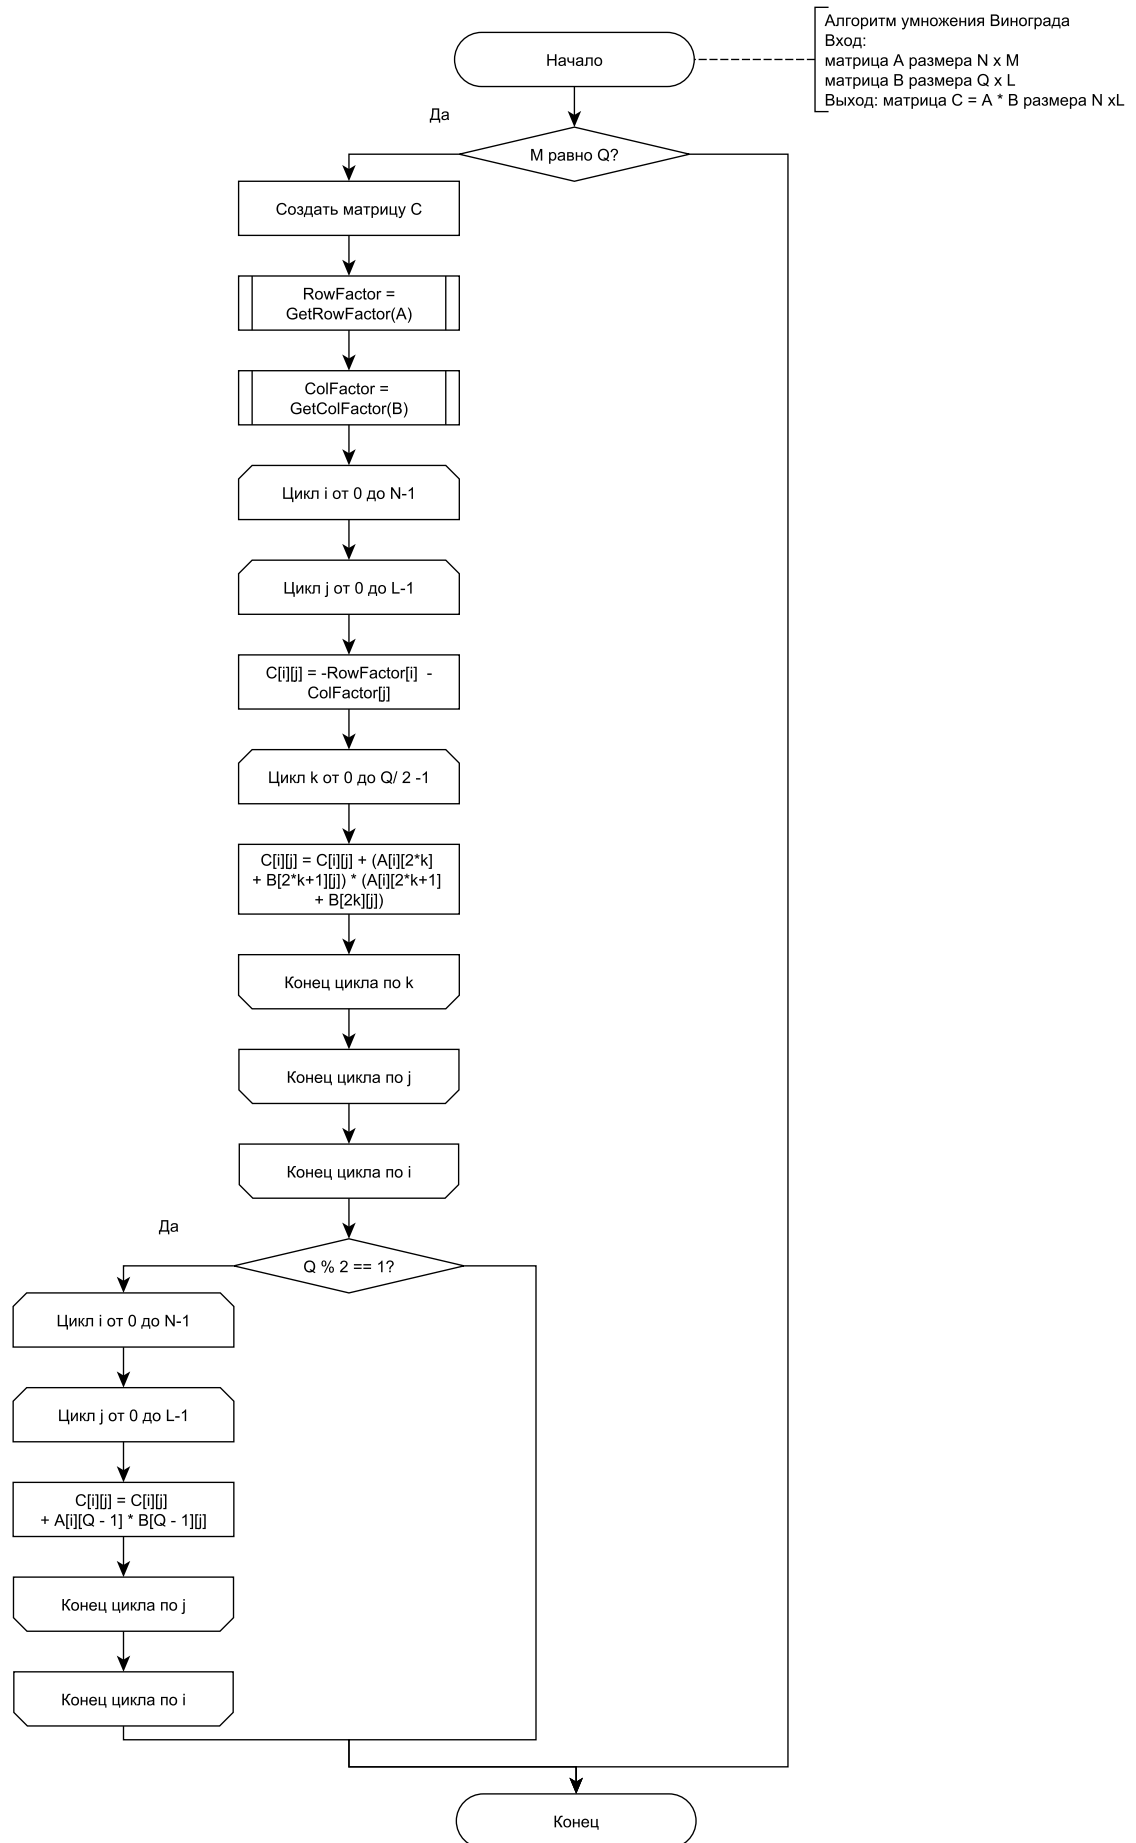 Алгоритм умножения Винограда
Вход:
матрица A размера N x M
матрица B размера Q x L
Выход: матрица C = A * B размера N xL
Начало
Да
M равно Q?
Создать матрицу C
RowFactor =
GetRowFactor(A)
ColFactor =
GetColFactor(B)
Цикл i от 0 до N-1
Цикл j от 0 до L-1
C[i][j] = -RowFactor[i] -
ColFactor[j]
Цикл k от 0 до Q/ 2 -1
C[i][j] = C[i][j] + (A[i][2*k]
+ B[2*k+1][j]) * (A[i][2*k+1]
+ B[2k][j])
Конец цикла по k
Конец цикла по j
Конец цикла по i
Да
Q % 2 == 1?
Цикл i от 0 до N-1
Цикл j от 0 до L-1
C[i][j] = C[i][j]
+ A[i][Q - 1] * B[Q - 1][j]
Конец цикла по j
Конец цикла по i
Конец